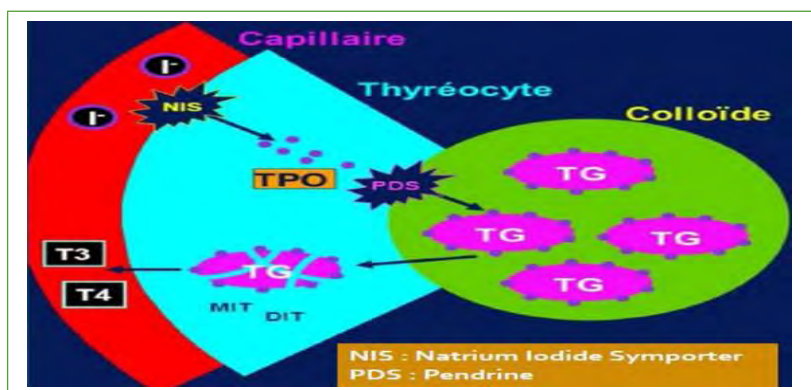 Capillaire
I-
Thyréocyte
I-
NIS
Colloïde
TPO
PDS
TG
TG
TG
TG
T3
TG
T4
MIT
DIT
NIS : Natrium Iodide Symporter
PDS : Pendrine